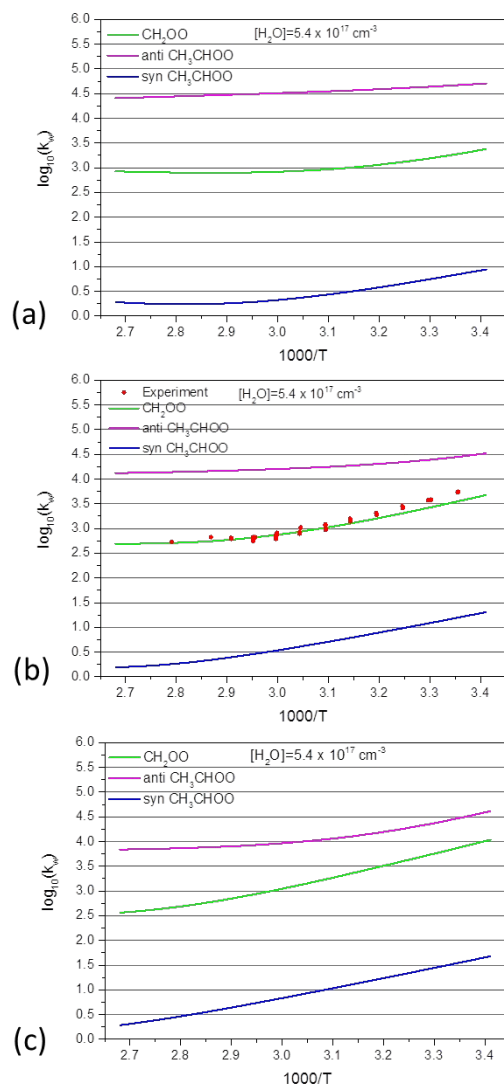 CH₂OO [H₂O]=5.4 x 10¹⁷ cm⁻³
anti CH₃CHOO
syn CH₃CHOO
6.0
5.5
5.0
4.5
4.0
3.5
3.0
2.5
2.0
1.5
1.0
0.5
0.0
log₁₀(kw)
2.7 2.8 2.9 3.0 3.1 3.2 3.3 3.4
1000/T
(a)
Experiment [H₂O]=5.4 x 10¹⁷ cm⁻³
CH₂OO
anti CH₃CHOO
syn CH₃CHOO
6.0
5.5
5.0
4.5
4.0
3.5
3.0
2.5
2.0
1.5
1.0
0.5
0.0
log₁₀(kw)
2.7 2.8 2.9 3.0 3.1 3.2 3.3 3.4
1000/T
(b)
CH₂OO [H₂O]=5.4 x 10¹⁷ cm⁻³
anti CH₃CHOO
syn CH₃CHOO
6.0
5.5
5.0
4.5
4.0
3.5
3.0
2.5
2.0
1.5
1.0
0.5
0.0
log₁₀(kw)
2.7 2.8 2.9 3.0 3.1 3.2 3.3 3.4
1000/T
(c)